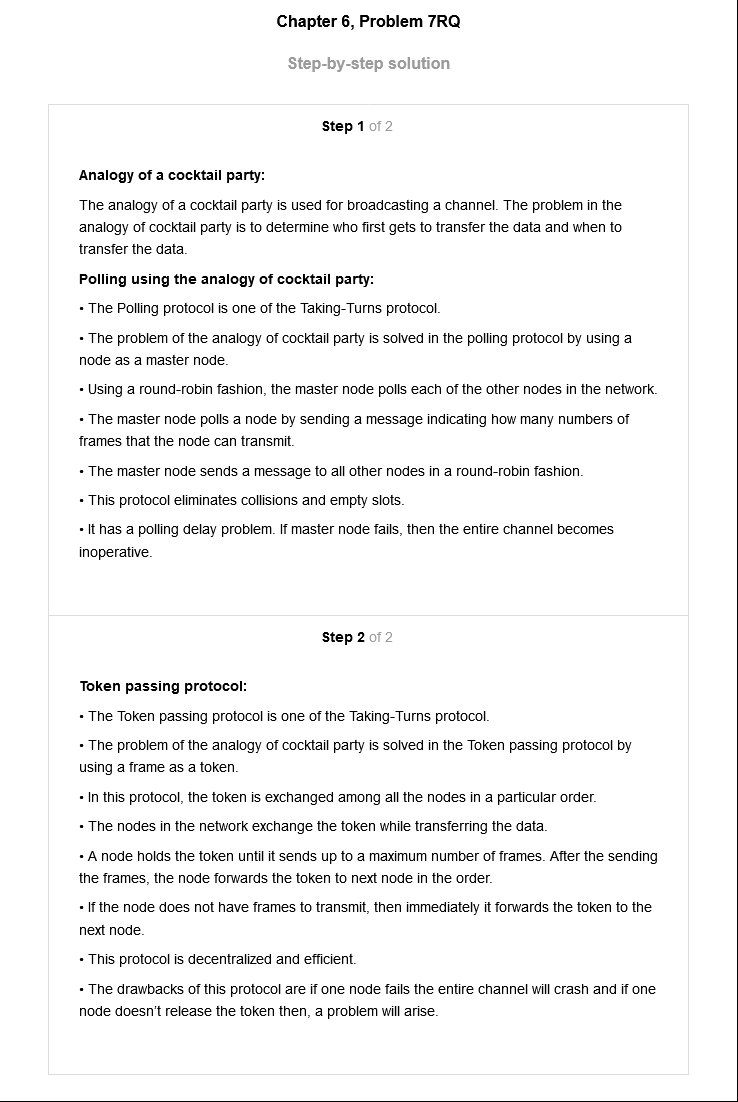 Chapter 6, Problem 7RQ
Step-by-step solution
Step 1 of 2
Analogy of a cocktail party:
The analogy of a cocktail party is used for broadcasting a channel. The problem in the
analogy of cocktail party is to determine who first gets to transfer the data and when to
transfer the data.
Polling using the analogy of cocktail party:
• The Polling protocol is one of the Taking-Turns protocol.
• The problem of the analogy of cocktail party is solved in the polling protocol by using a
node as a master node.
• Using a round-robin fashion, the master node polls each of the other nodes in the network.
• The master node polls a node by sending a message indicating how many numbers of
frames that the node can transmit.
• The master node sends a message to all other nodes in a round-robin fashion.
• This protocol eliminates collisions and empty slots.
• It has a polling delay problem. If master node fails, then the entire channel becomes
inoperative.
Step 2 of 2
Token passing protocol:
• The Token passing protocol is one of the Taking-Turns protocol.
• The problem of the analogy of cocktail party is solved in the Token passing protocol by
using a frame as a token.
• In this protocol, the token is exchanged among all the nodes in a particular order.
• The nodes in the network exchange the token while transferring the data.
• A node holds the token until it sends up to a maximum number of frames. After the sending
the frames, the node forwards the token to next node in the order.
• If the node does not have frames to transmit, then immediately it forwards the token to the
next node.
• This protocol is decentralized and efficient.
• The drawbacks of this protocol are if one node fails the entire channel will crash and if one
node doesn't release the token then, a problem will arise.